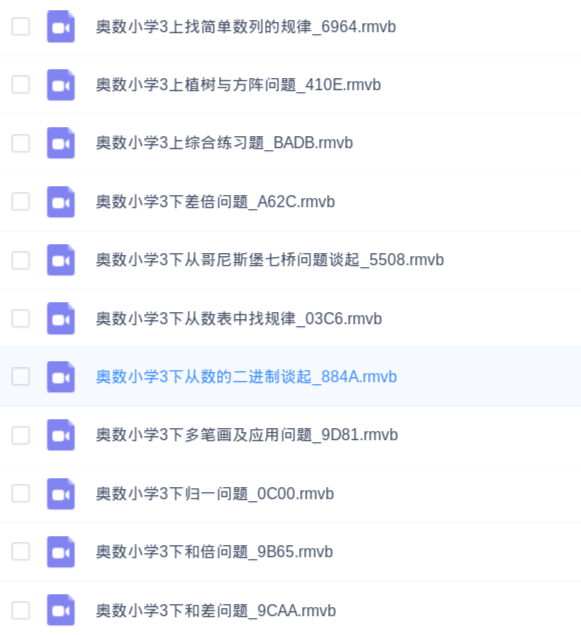 奥数小学3上找简单数列的规律_6964.rmvb
奥数小学3上植树与方阵问题_410E.rmvb
奥数小学3上综合练习题_BADB.rmvb
奥数小学3下差倍问题_A62C.rmvb
奥数小学3下从哥尼斯堡七桥问题谈起_5508.rmvb
奥数小学3下从数表中找规律_03C6.rmvb
奥数小学3下从数的二进制谈起_884A.rmvb
奥数小学3下多笔画及应用问题_9D81.rmvb
奥数小学3下归一问题_0C00.rmvb
奥数小学3下和倍问题_9B65.rmvb
奥数小学3下和差问题_9CAA.rmvb